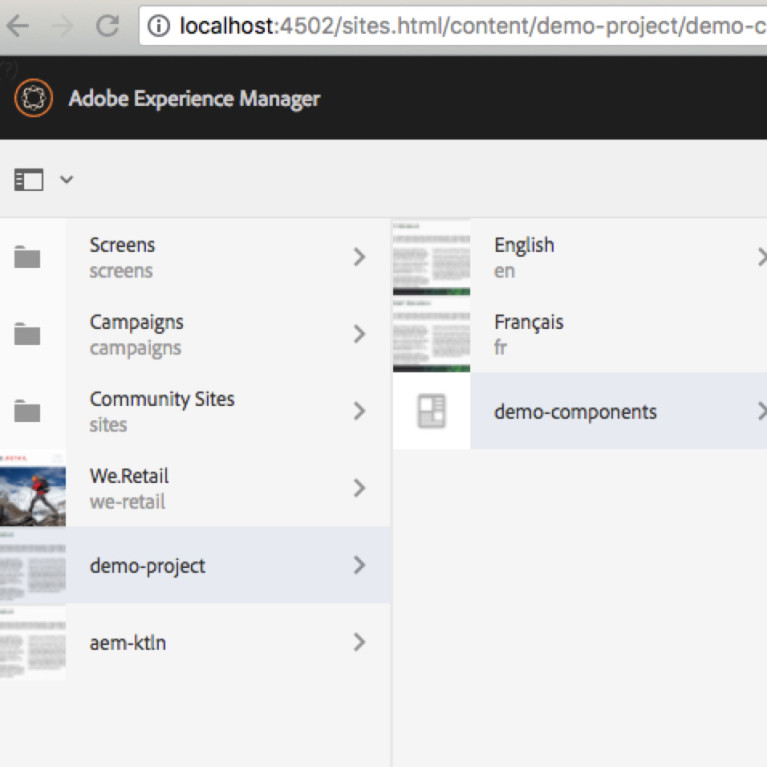 localhost:4502/sites.html/content/demo-project/demo-c
Adobe Experience Manager
Screens
screens
Campaigns
campaigns
Community Sites
sites
We.Retail
we-retail
demo-project
aem-ktln
English
en
Français
fr
demo-components